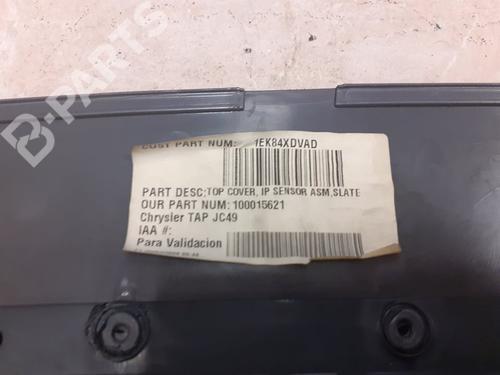 CUST PART NUM: 1EK84XDVAD
PART DESC;TOP COVER, IP SENSOR ASM,SLATE
OUR PART NUM: 100015621
Chrysler TAP JC49
IAA #:
Para Validacion
B-PARTS